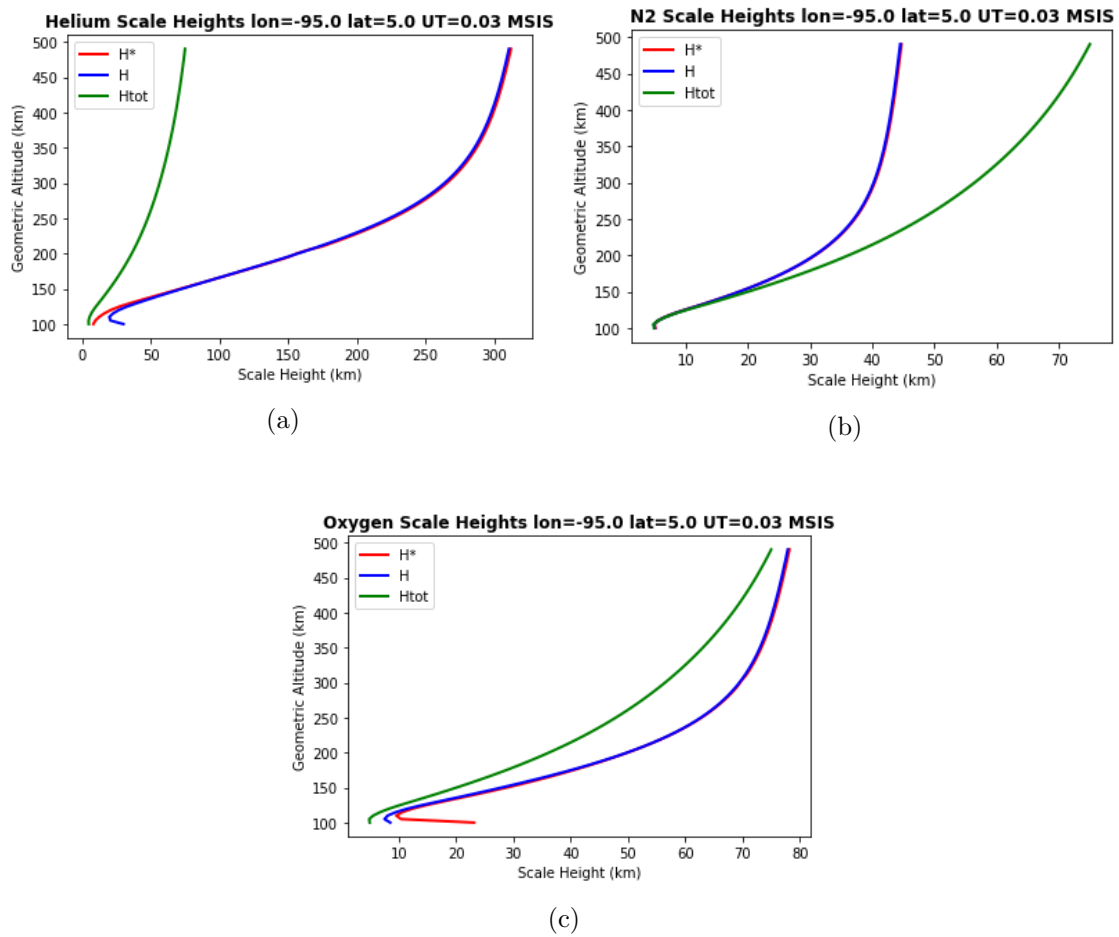 Helium Scale Heights lon=-95.0 lat=5.0 UT=0.03 MSIS
H*
H
Htot
Geometric Altitude (km)
500
450
400
350
300
250
200
150
100
0 50 100 150 200 250 300
Scale Height (km)
(a)
N2 Scale Heights lon=-95.0 lat=5.0 UT=0.03 MSIS
H*
H
Htot
Geometric Altitude (km)
500
450
400
350
300
250
200
150
100
10 20 30 40 50 60 70
Scale Height (km)
(b)
Oxygen Scale Heights lon=-95.0 lat=5.0 UT=0.03 MSIS
H*
H
Htot
Geometric Altitude (km)
500
450
400
350
300
250
200
150
100
10 20 30 40 50 60 70 80
Scale Height (km)
(c)